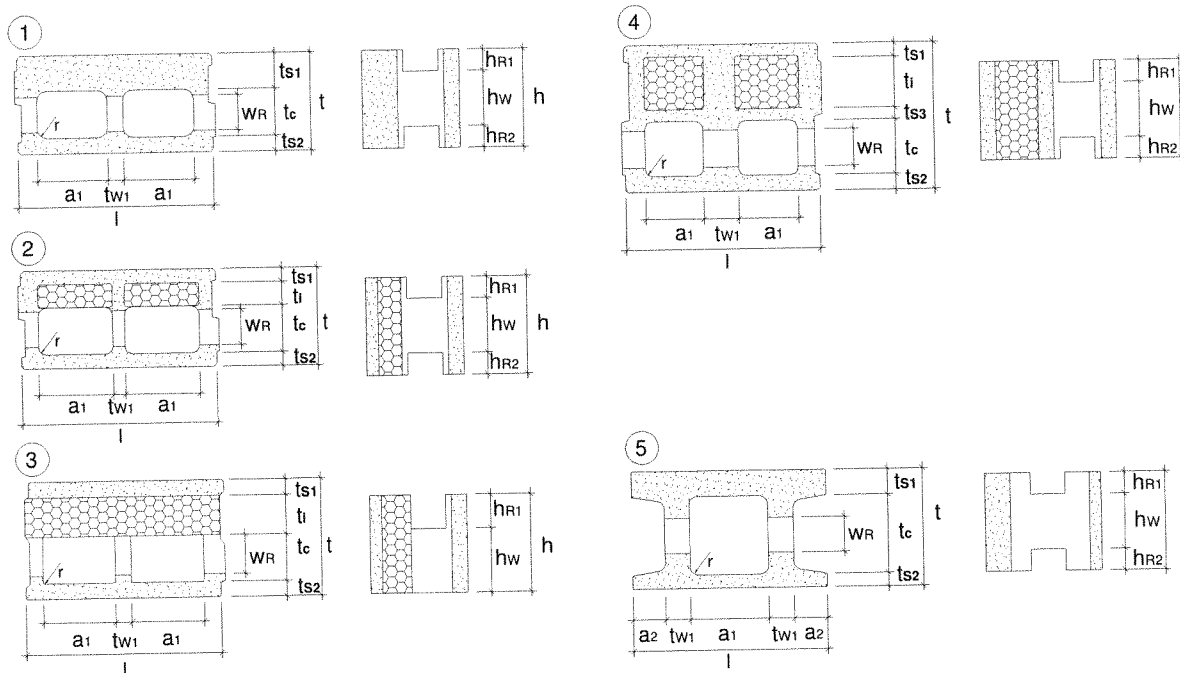 1
tS1
tc
tS2
t
wR
r
a1 tw1 a1
l
hR1
hW
hR2
h
2
tS1
tI
tc
tS2
t
wR
r
a1 tw1 a1
l
hR1
hW
hR2
h
3
tS1
tI
tc
tS2
t
wR
r
a1 tw1 a1
l
hR1
hW
h
4
tS1
tI
tS3
tc
tS2
t
wR
r
a1 tw1 a1
l
hR1
hW
hR2
5
tS1
tc
tS2
t
wR
r
a2 tw1 a1 tw1 a2
l
hR1
hW
hR2